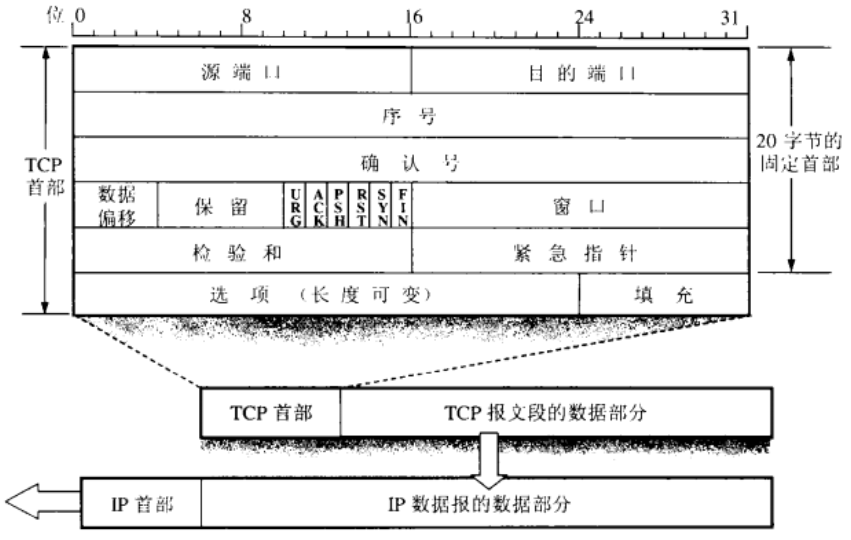 位 0 8 16 24 31
源端口 目的端口
序号
TCP
首部
确认号
20 字节的
固定首部
数据
偏移
保留
URG
ACK
PSH
RST
SYN
FIN
窗口
检验和 紧急指针
选项（长度可变） 填充
TCP 首部 TCP 报文段的数据部分
IP 首部 IP 数据报的数据部分